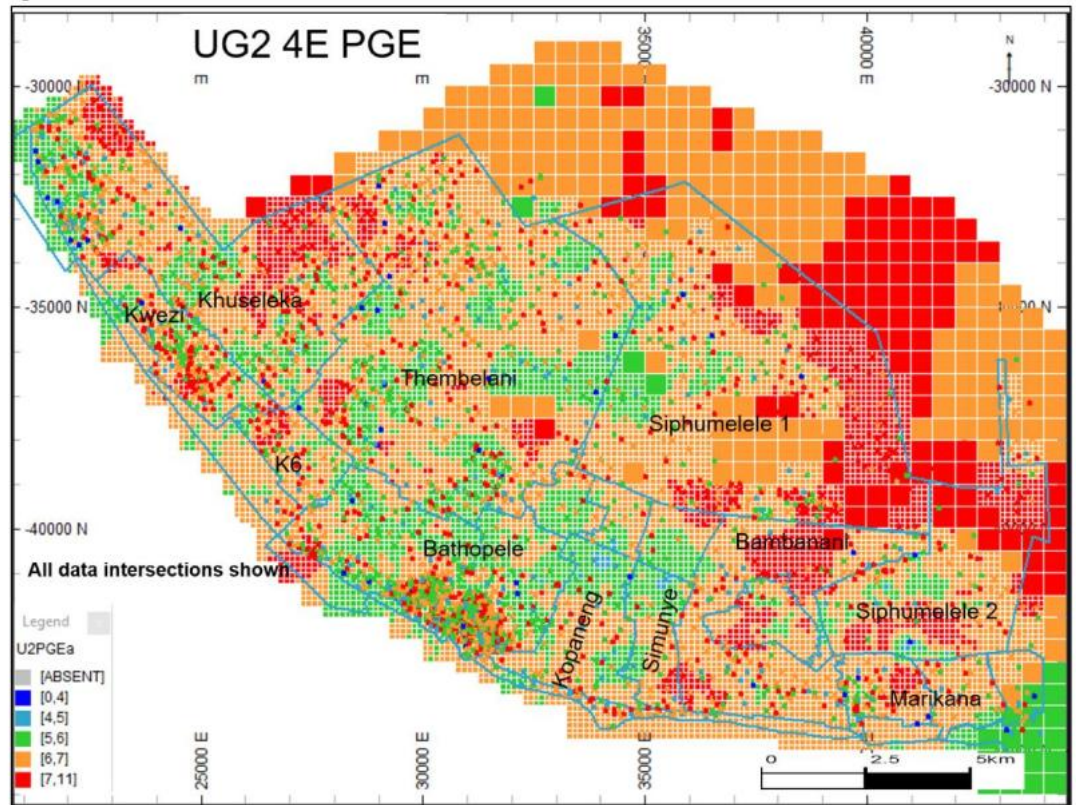 UG2 4E PGE
35000
m
40000
m
m
m
N
-30000 N
-30000 N
-35000 N
Khuseleka
Kwezi
Thembelani
Siphumelele 1
K6
-40000 N
Bathopele
Bambanani
All data intersections shown
Kopaneng
Simunye
Siphumelele 2
Marikana
Legend
U2PGEa
[ABSENT]
[0,4]
[4,5]
[5,6]
[6,7]
[7,11]
25000 E
30000 E
35000 E
0
2.5
5km